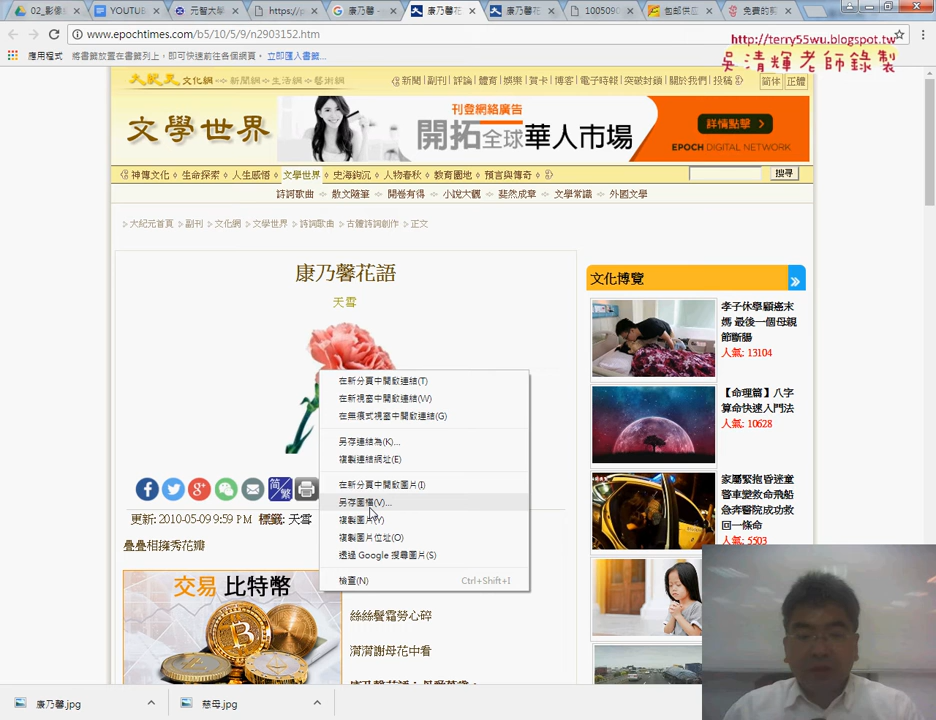 02_影像
YOUTUB
元智大學
https://p
康乃馨 -
康乃馨花
康乃馨花
1005090
包邮供应
免費的剪
www.epochtimes.com/b5/10/5/9/n2903152.htm
http://terry55wu.blogspot.tw
吳清輝老師錄製
應用程式 將書籤放置在書籤列上，即可快速前往各個網頁。 立即匯入書籤...
大紀元文化網 新聞網 生活網 藝術網
新聞|副刊|評論|體育|娛樂|賀卡|博客|電子時報|突破封鎖|關於我們|投稿
简体 正體
文學世界
刊登網絡廣告
開拓全球華人市場
詳情點擊
EPOCH DIGITAL NETWORK
神傳文化 生命探索 人生感悟 文學世界 史海鉤沉 人物春秋 教育園地 預言與傳奇
搜尋
詩詞歌曲 散文隨筆 開卷有得 小說大觀 斐然成章 文學常識 外國文學
大紀元首頁 > 副刊 > 文化網 > 文學世界 > 詩詞歌曲 > 古體詩詞創作 > 正文
康乃馨花語
天雪
文化博覽
孝子休學顧癌末
媽 最後一個母親
節斷腸
人氣: 13104
【命理篇】八字
算命快速入門法
人氣: 10628
家屬緊抱昏迷童
警車變救命飛船
急奔醫院成功救
回一條命
人氣: 5503
在新分頁中開啟連結(T)
在新視窗中開啟連結(W)
在無痕式視窗中開啟連結(G)
另存連結為(K)...
複製連結網址(E)
在新分頁中開啟圖片(I)
另存圖檔(V)...
複製圖片(Y)
複製圖片位址(O)
透過 Google 搜尋圖片(S)
檢查(N) Ctrl+Shift+I
简/繁
更新: 2010-05-09 9:59 PM 標籤: 天雪
疊疊相擁秀花瓣
交易 比特幣
絲絲鬢霜勞心碎
滿滿謝母花中看
康乃馨.jpg
慈母.jpg